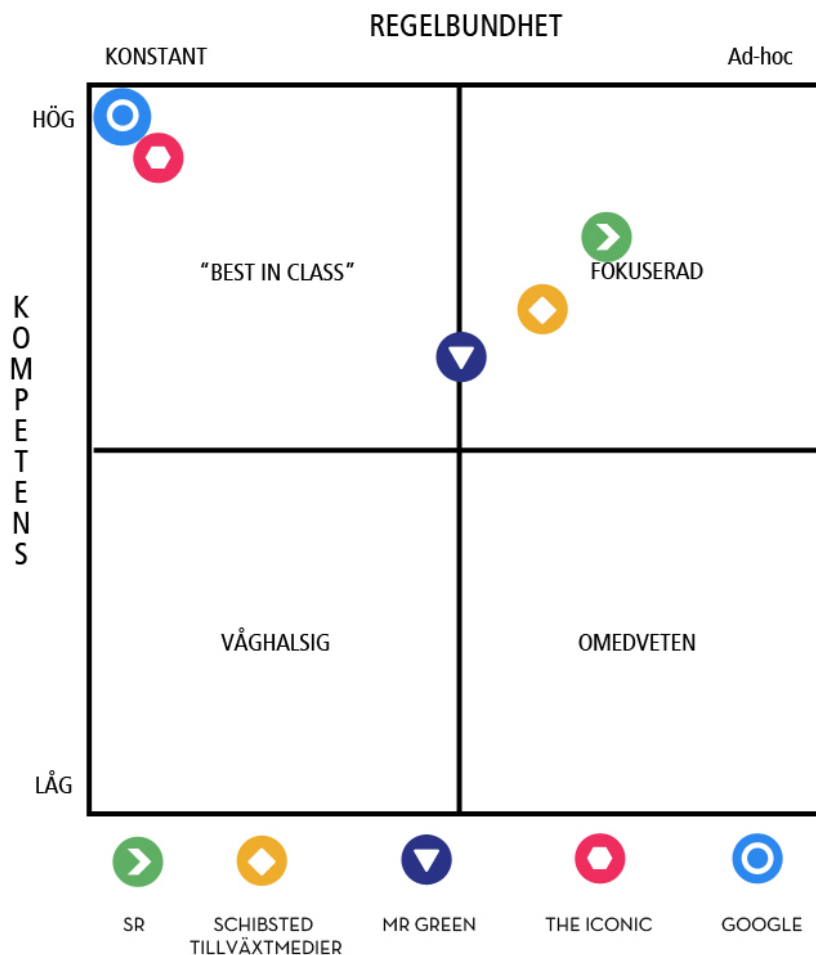 REGELBUNDHET
KONSTANT
Ad-hoc
HÖG
"BEST IN CLASS"
FOKUSERAD
KOMPETENS
VÅGHALSIG
OMEDVETEN
LÅG
SR
SCHIBSTED
TILLVÄXTMEDIER
MR GREEN
THE ICONIC
GOOGLE